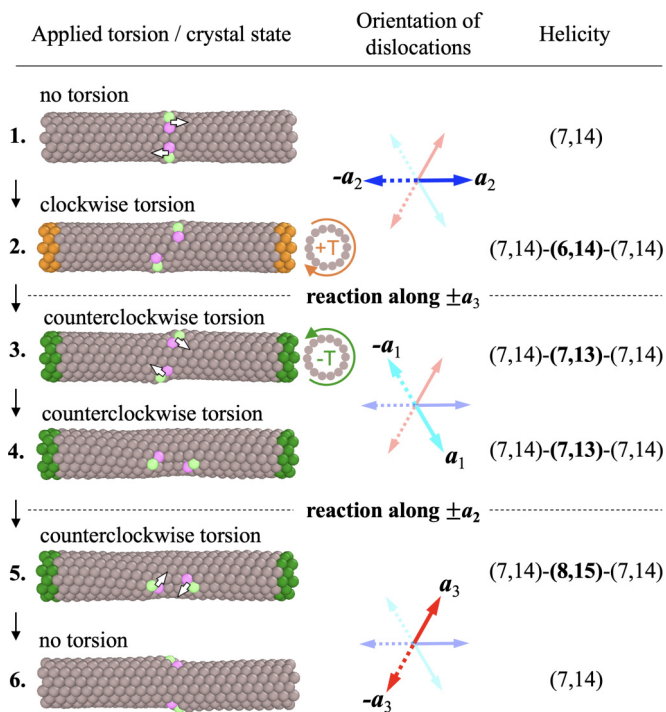 Applied torsion / crystal state
Orientation of dislocations
Helicity
no torsion
1.
-a₂
a₂
(7,14)
clockwise torsion
2.
+T
(7,14)-(6,14)-(7,14)
reaction along ±a₃
counterclockwise torsion
3.
-T
-a₁
(7,14)-(7,13)-(7,14)
counterclockwise torsion
4.
a₁
(7,14)-(7,13)-(7,14)
reaction along ±a₂
counterclockwise torsion
5.
(7,14)-(8,15)-(7,14)
a₃
no torsion
6.
-a₃
(7,14)